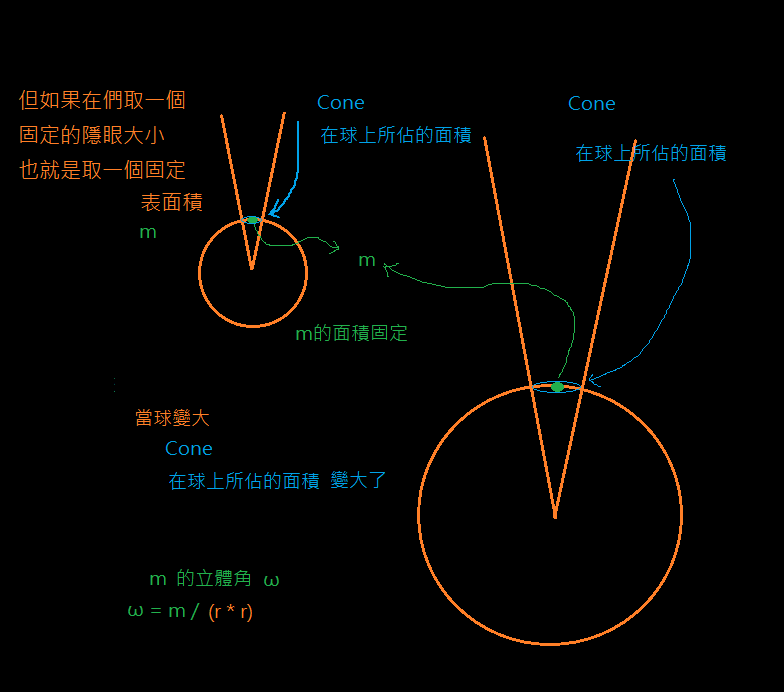 但如果在們取一個
固定的隱眼大小
也就是取一個固定
表面積
m
Cone
在球上所佔的面積
Cone
在球上所佔的面積
m
m的面積固定
當球變大
Cone
在球上所佔的面積 變大了
m 的立體角 ω
ω = m / (r * r)